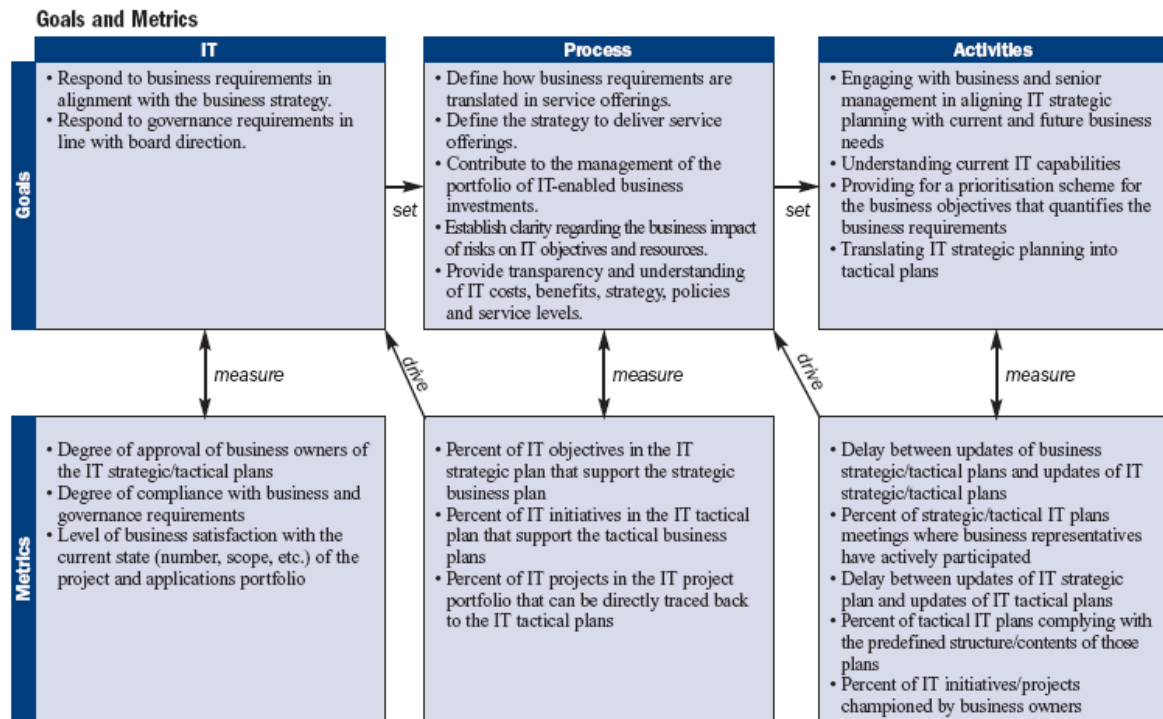 Goals and Metrics
IT
Process
Activities
Goals
• Respond to business requirements in
alignment with the business strategy.
• Respond to governance requirements in
line with board direction.
set
• Define how business requirements are
translated in service offerings.
• Define the strategy to deliver service
offerings.
• Contribute to the management of the
portfolio of IT-enabled business
investments.
• Establish clarity regarding the business impact
of risks on IT objectives and resources.
• Provide transparency and understanding
of IT costs, benefits, strategy, policies
and service levels.
set
• Engaging with business and senior
management in aligning IT strategic
planning with current and future business
needs
• Understanding current IT capabilities
• Providing for a prioritisation scheme for
the business objectives that quantifies the
business requirements
• Translating IT strategic planning into
tactical plans
measure
drive
measure
drive
measure
Metrics
• Degree of approval of business owners of
the IT strategic/tactical plans
• Degree of compliance with business and
governance requirements
• Level of business satisfaction with the
current state (number, scope, etc.) of the
project and applications portfolio
• Percent of IT objectives in the IT
strategic plan that support the strategic
business plan
• Percent of IT initiatives in the IT tactical
plan that support the tactical business
plans
• Percent of IT projects in the IT project
portfolio that can be directly traced back
to the IT tactical plans
• Delay between updates of business
strategic/tactical plans and updates of IT
strategic/tactical plans
• Percent of strategic/tactical IT plans
meetings where business representatives
have actively participated
• Delay between updates of IT strategic
plan and updates of IT tactical plans
• Percent of tactical IT plans complying with
the predefined structure/contents of those
plans
• Percent of IT initiatives/projects
championed by business owners